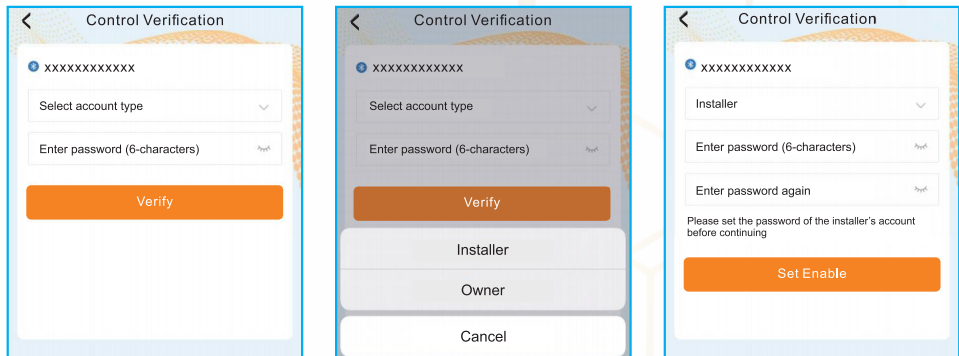 Control Verification
xxxxxxxxxxxx
Select account type
Enter password (6-characters)
Verify
Control Verification
xxxxxxxxxxxx
Select account type
Enter password (6-characters)
Verify
Installer
Owner
Cancel
Control Verification
xxxxxxxxxxxx
Installer
Enter password (6-characters)
Enter password again
Please set the password of the installer's account
before continuing
Set Enable